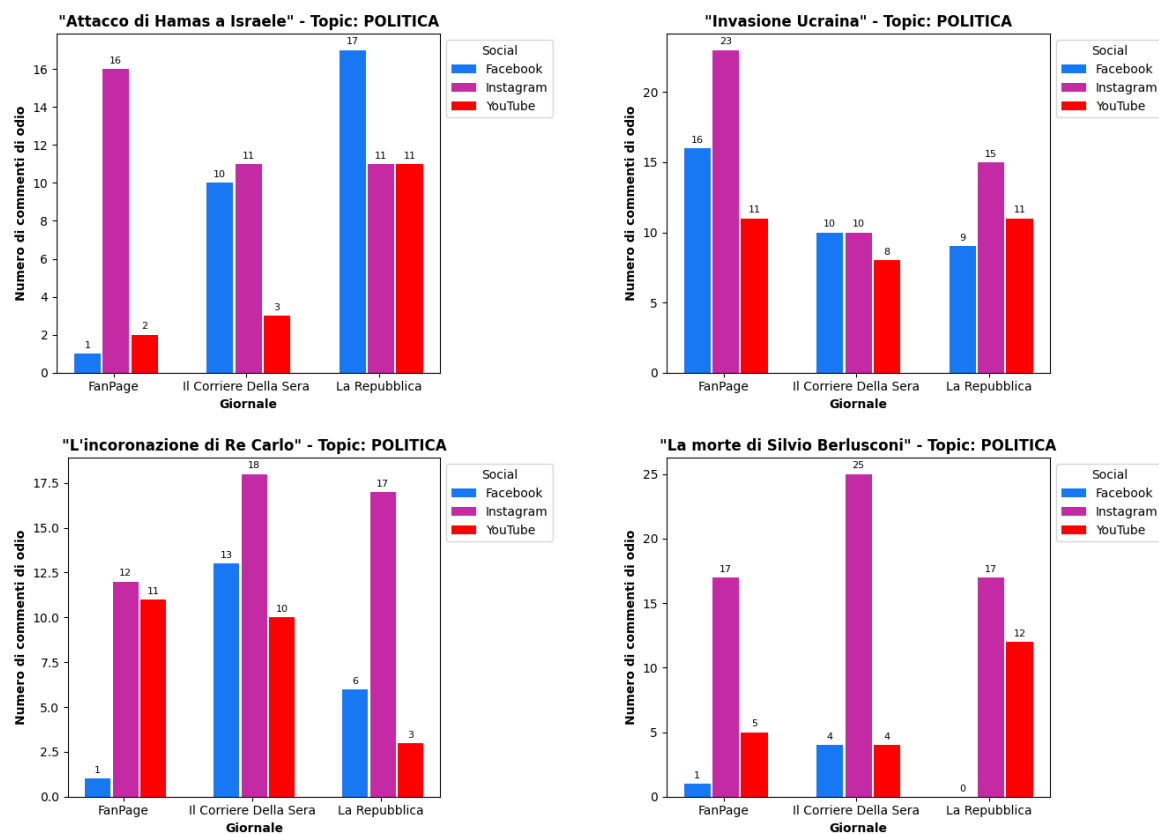 "Attacco di Hamas a Israele" - Topic: POLITICA
Numero di commenti di odio
16
14
12
10
8
6
4
2
0
1
16
2
10
11
3
17
11
11
FanPage
Il Corriere Della Sera
La Repubblica
Giornale
Social
Facebook
Instagram
YouTube
"Invasione Ucraina" - Topic: POLITICA
Numero di commenti di odio
20
15
10
5
0
16
23
11
10
10
8
9
15
11
FanPage
Il Corriere Della Sera
La Repubblica
Giornale
Social
Facebook
Instagram
YouTube
"L'incoronazione di Re Carlo" - Topic: POLITICA
Numero di commenti di odio
17.5
15.0
12.5
10.0
7.5
5.0
2.5
0.0
1
12
11
13
18
10
6
17
3
FanPage
Il Corriere Della Sera
La Repubblica
Giornale
Social
Facebook
Instagram
YouTube
"La morte di Silvio Berlusconi" - Topic: POLITICA
Numero di commenti di odio
25
20
15
10
5
0
1
17
5
4
25
4
0
17
12
FanPage
Il Corriere Della Sera
La Repubblica
Giornale
Social
Facebook
Instagram
YouTube